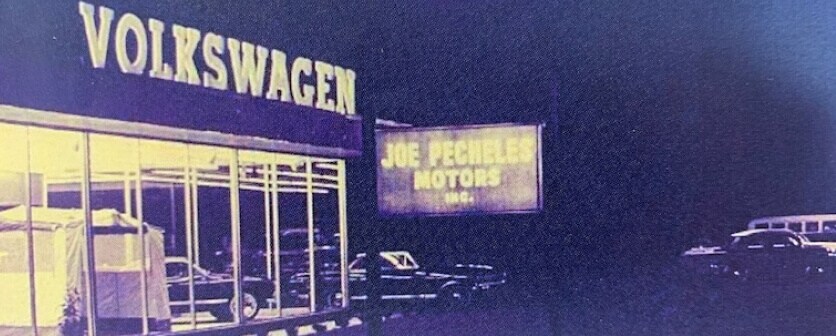 VOLKSWAGEN
JOE PECHELES
MOTORS
INC.